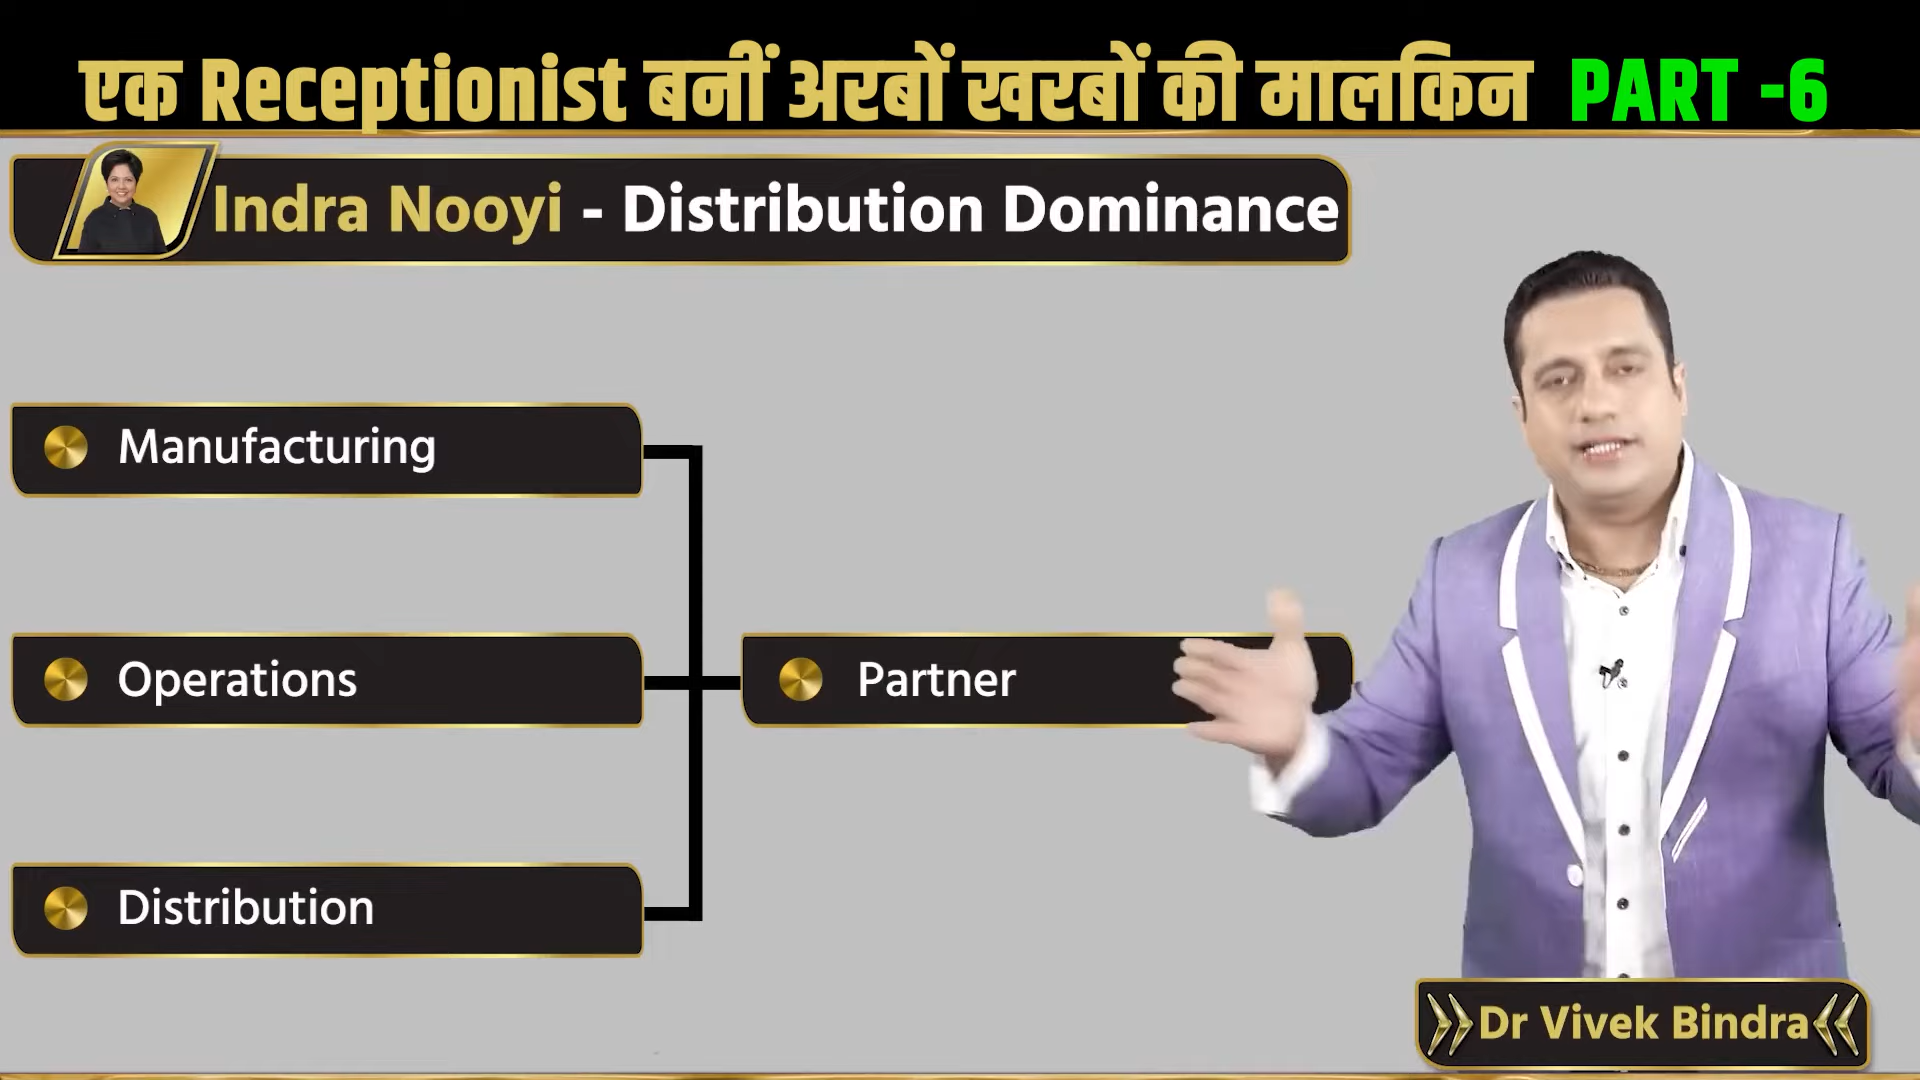 एक Receptionist बनीं अरबों खरबों की मालकिन PART -6
Indra Nooyi - Distribution Dominance
Manufacturing
Operations
Partner
Distribution
Dr Vivek Bindra